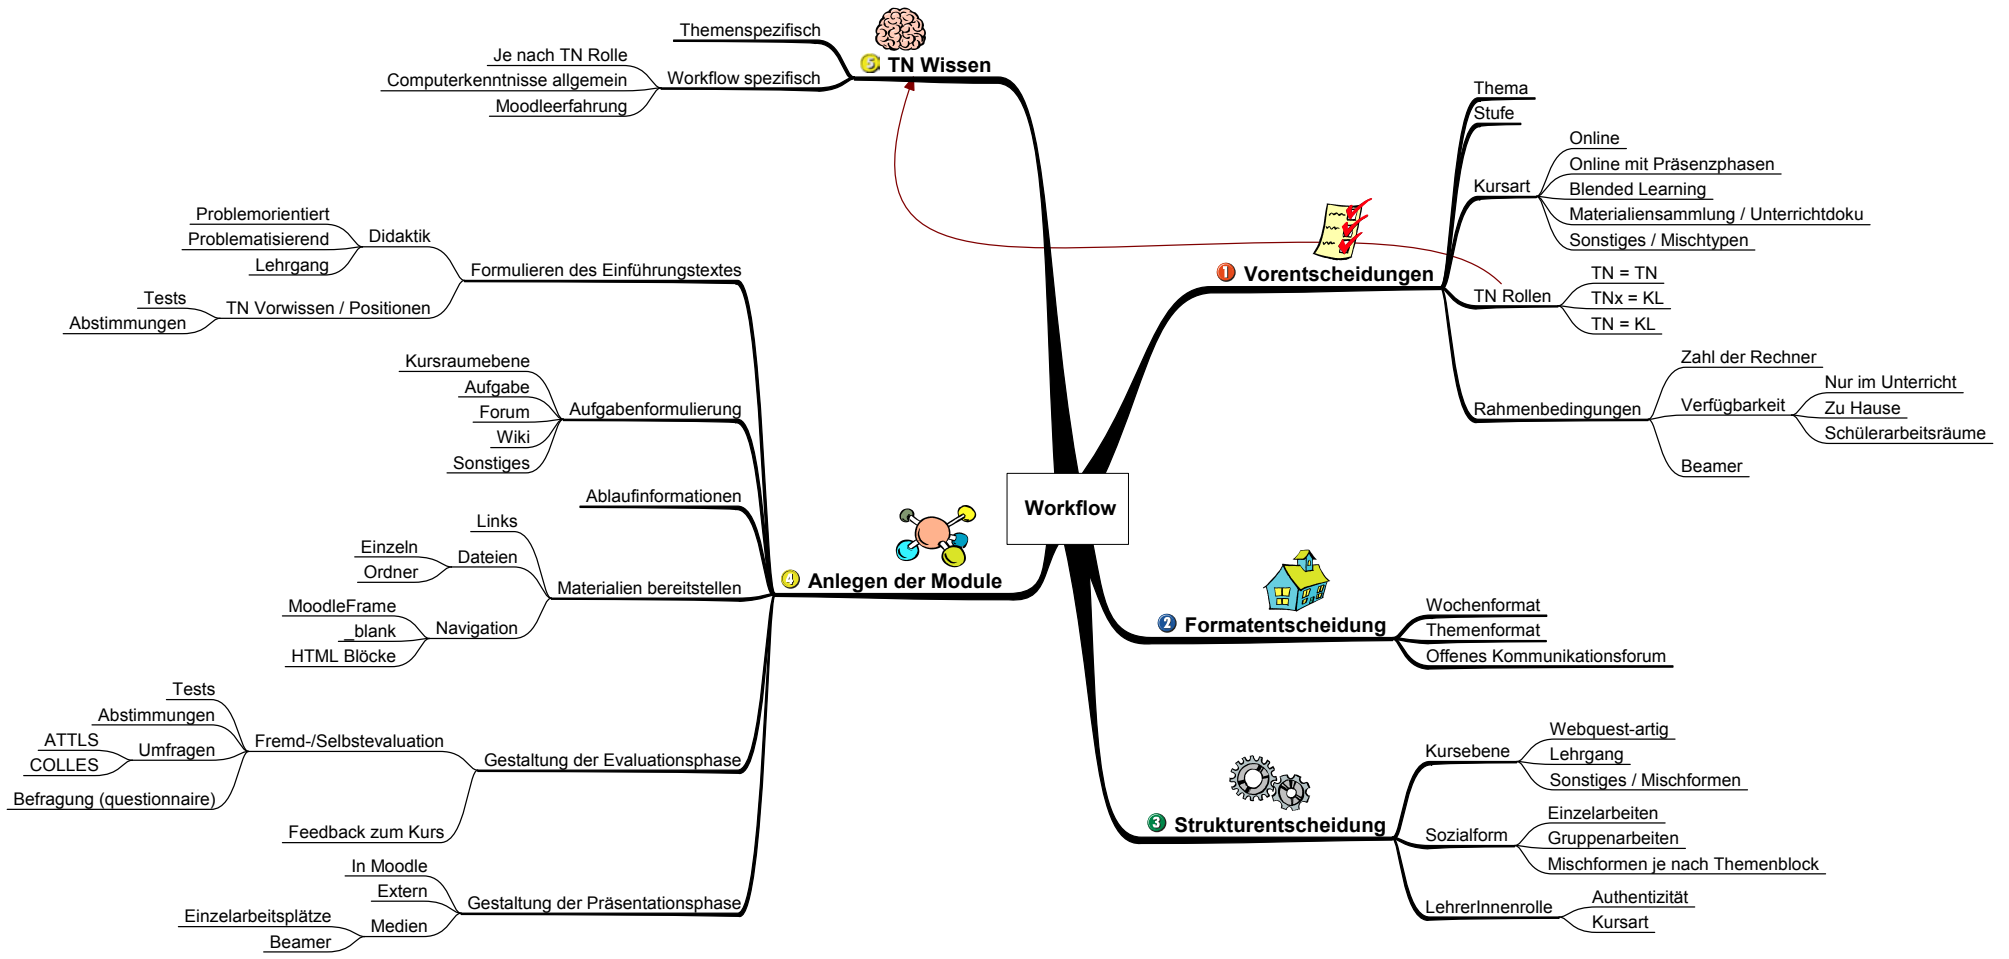 Workflow
1 Vorentscheidungen
Thema
Stufe
Kursart
Online
Online mit Präsenzphasen
Blended Learning
Materialiensammlung / Unterrichtdoku
Sonstiges / Mischtypen
TN Rollen
TN = TN
TNx = KL
TN = KL
Rahmenbedingungen
Zahl der Rechner
Verfügbarkeit
Nur im Unterricht
Zu Hause
Schülerarbeitsräume
Beamer
2 Formatentscheidung
Wochenformat
Themenformat
Offenes Kommunikationsforum
3 Strukturentscheidung
Kursebene
Webquest-artig
Lehrgang
Sonstiges / Mischformen
Sozialform
Einzelarbeiten
Gruppenarbeiten
Mischformen je nach Themenblock
LehrerInnenrolle
Authentizität
Kursart
4 Anlegen der Module
Formulieren des Einführungstextes
Didaktik
Problemorientiert
Problematisierend
Lehrgang
TN Vorwissen / Positionen
Tests
Abstimmungen
Aufgabenformulierung
Kursraumebene
Aufgabe
Forum
Wiki
Sonstiges
Ablaufinformationen
Materialien bereitstellen
Links
Dateien
Einzeln
Ordner
Navigation
MoodleFrame
_blank
HTML Blöcke
Gestaltung der Evaluationsphase
Fremd-/Selbstevaluation
Tests
Abstimmungen
Umfragen
ATTLS
COLLES
Befragung (questionnaire)
Feedback zum Kurs
Gestaltung der Präsentationsphase
In Moodle
Extern
Medien
Einzelarbeitsplätze
Beamer
5 TN Wissen
Themenspezifisch
Workflow spezifisch
Je nach TN Rolle
Computerkenntnisse allgemein
Moodleerfahrung